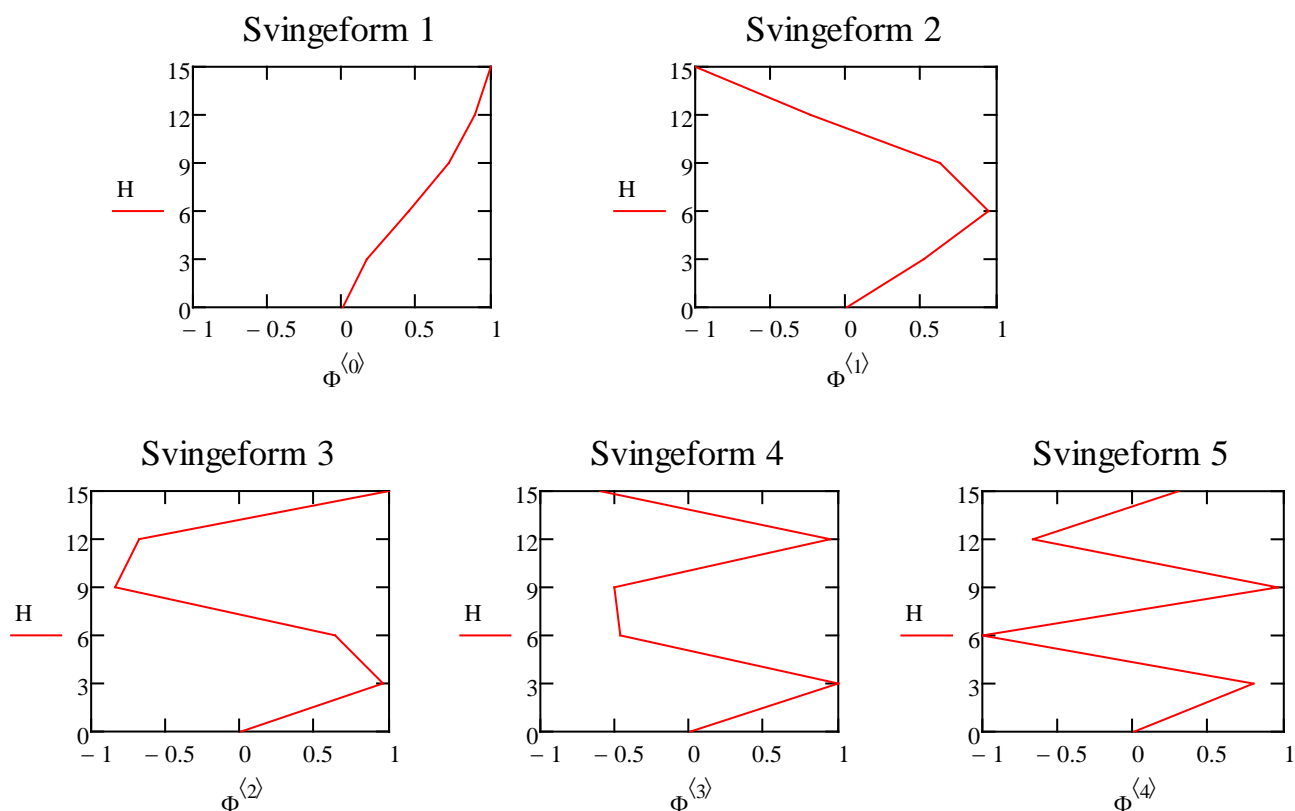 Svingeform 1
15
12
9
H
6
3
0
− 1 − 0.5 0 0.5 1
Φ⟨0⟩
Svingeform 2
15
12
9
H
6
3
0
− 1 − 0.5 0 0.5 1
Φ⟨1⟩
Svingeform 3
15
12
9
H
6
3
0
− 1 − 0.5 0 0.5 1
Φ⟨2⟩
Svingeform 4
15
12
9
H
6
3
0
− 1 − 0.5 0 0.5 1
Φ⟨3⟩
Svingeform 5
15
12
9
H
6
3
0
− 1 − 0.5 0 0.5 1
Φ⟨4⟩